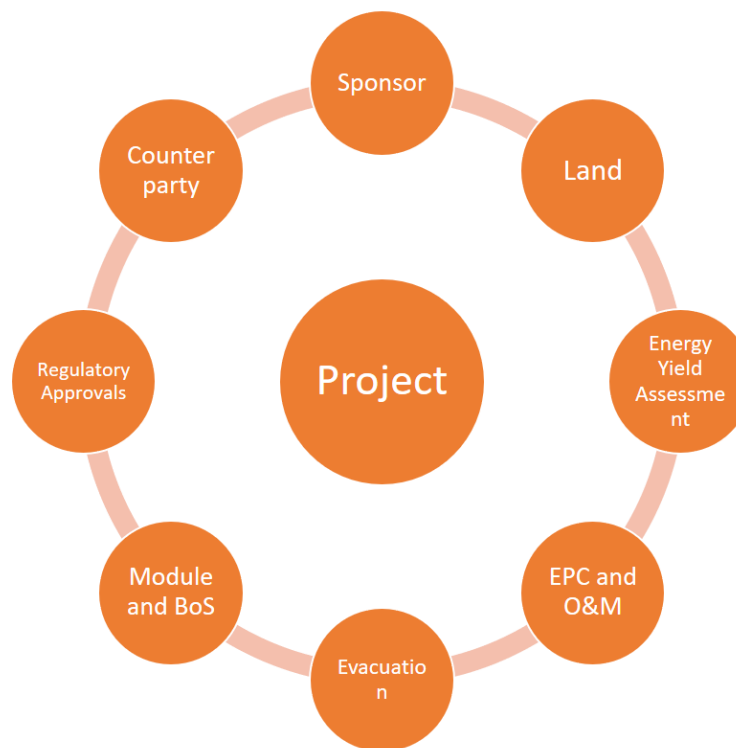 Sponsor
Land
Energy
Yield
Assessme
nt
EPC and
O&M
Evacuatio
n
Module
and BoS
Regulatory
Approvals
Counter
party
Project